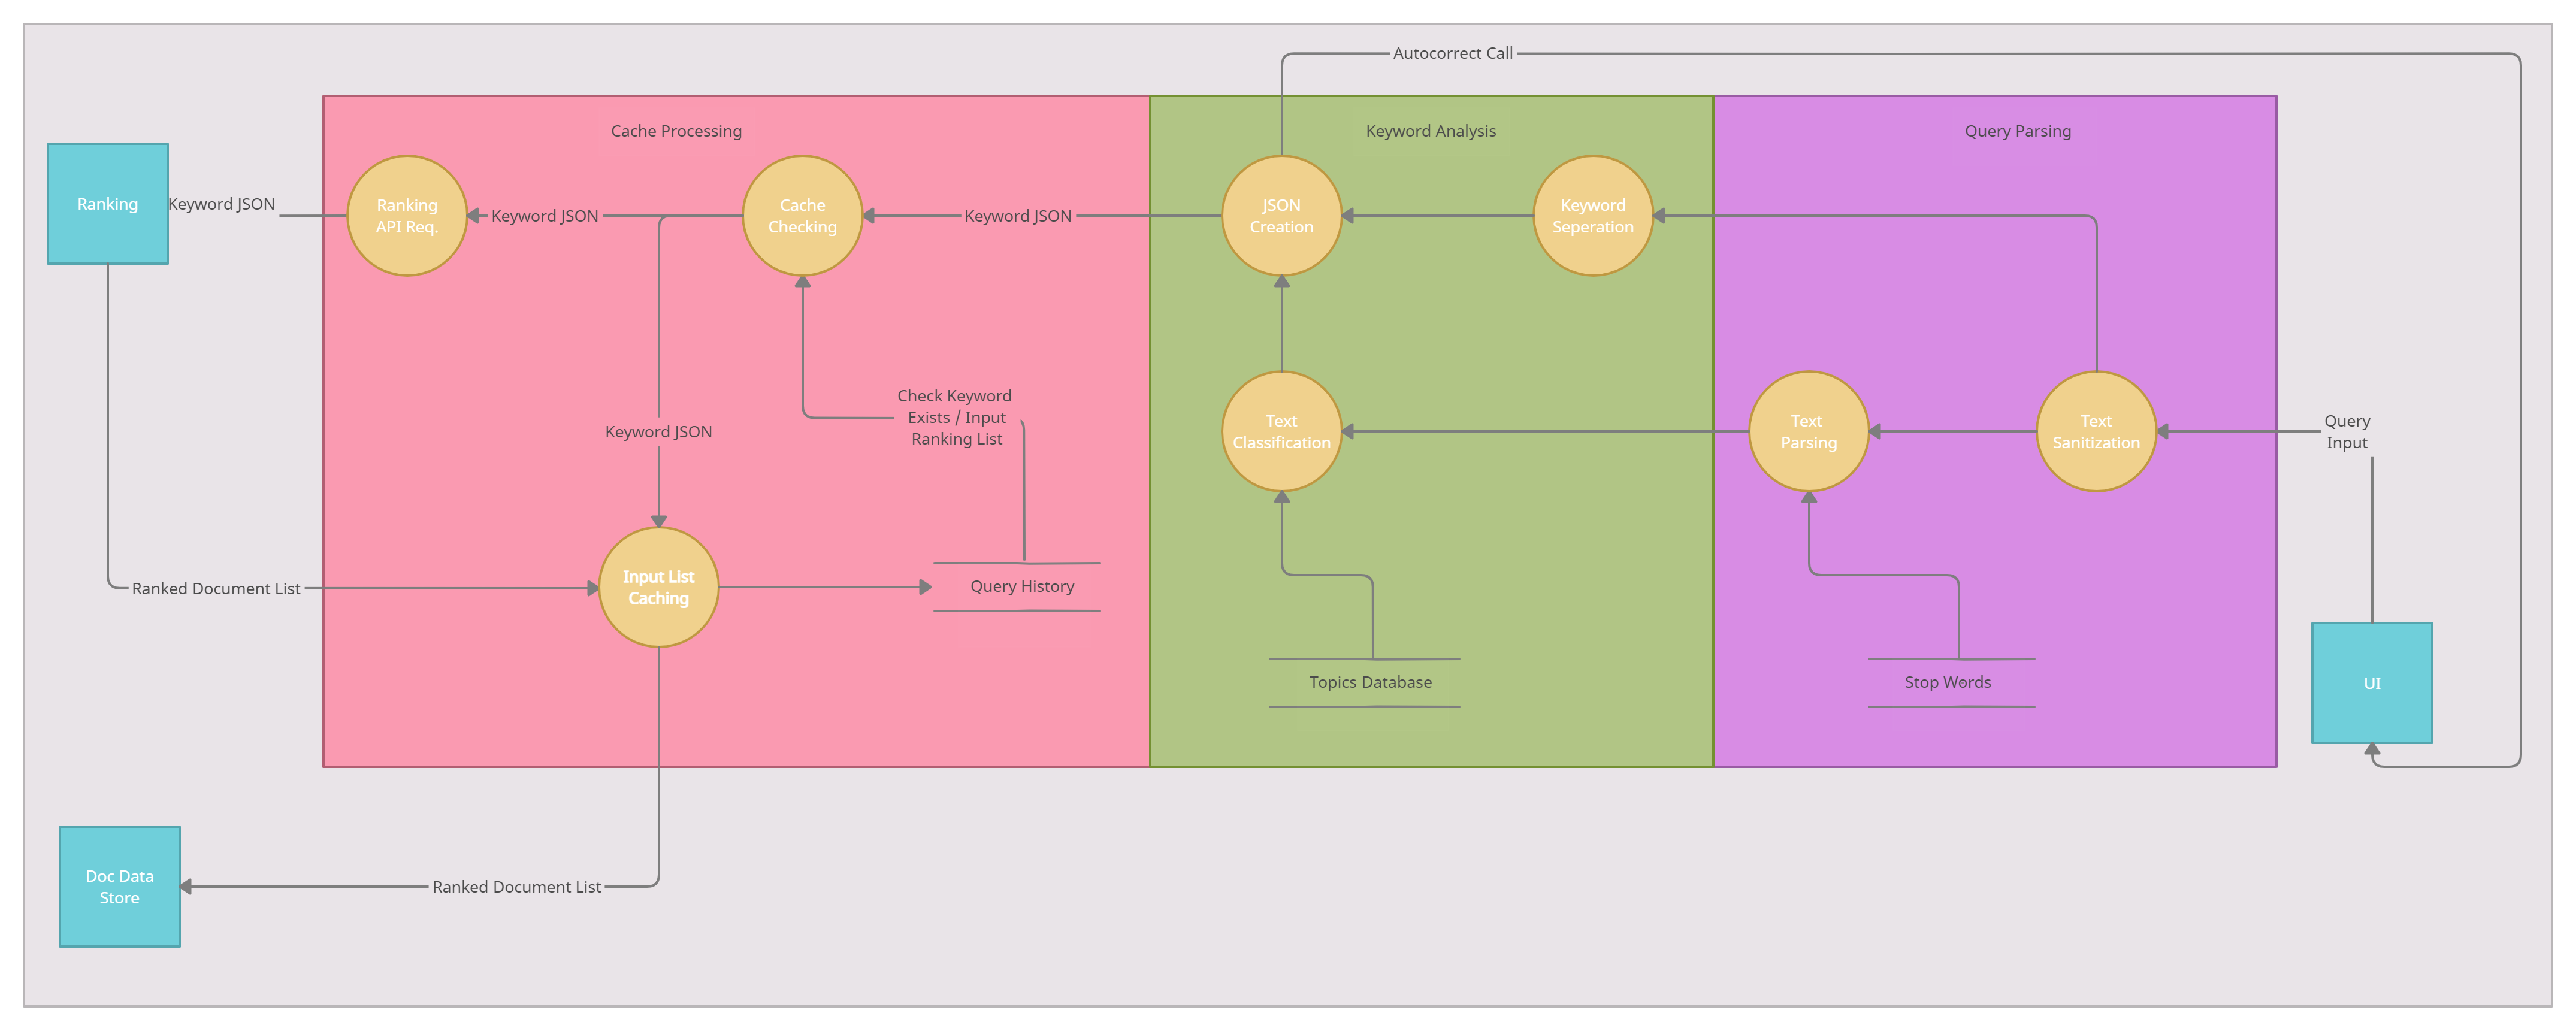 Autocorrect Call
Cache Processing
Keyword Analysis
Query Parsing
Ranking
Keyword JSON
Ranking
API Req.
Keyword JSON
Cache
Checking
Keyword JSON
JSON
Creation
Keyword
Seperation
Check Keyword
Exists / Input
Ranking List
Keyword JSON
Text
Classification
Text
Parsing
Text
Sanitization
Query
Input
Ranked Document List
Input List
Caching
Query History
Topics Database
Stop Words
UI
Doc Data
Store
Ranked Document List